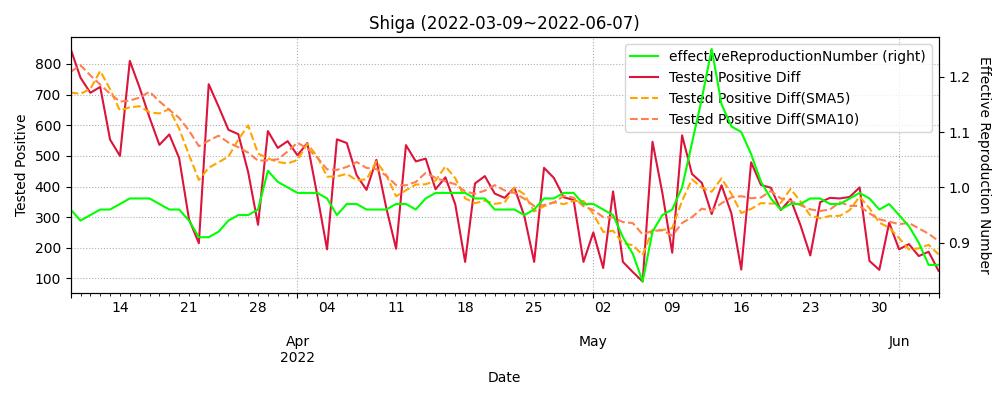 Shiga (2022-03-09~2022-06-07)
effectiveReproductionNumber (right)
Tested Positive Diff
Tested Positive Diff(SMA5)
Tested Positive Diff(SMA10)
Tested Positive
800
700
600
500
400
300
200
100
Effective Reproduction Number
1.2
1.1
1.0
0.9
14 21 28 04 11 18 25 02 09 16 23 30
Apr May Jun
2022
Date